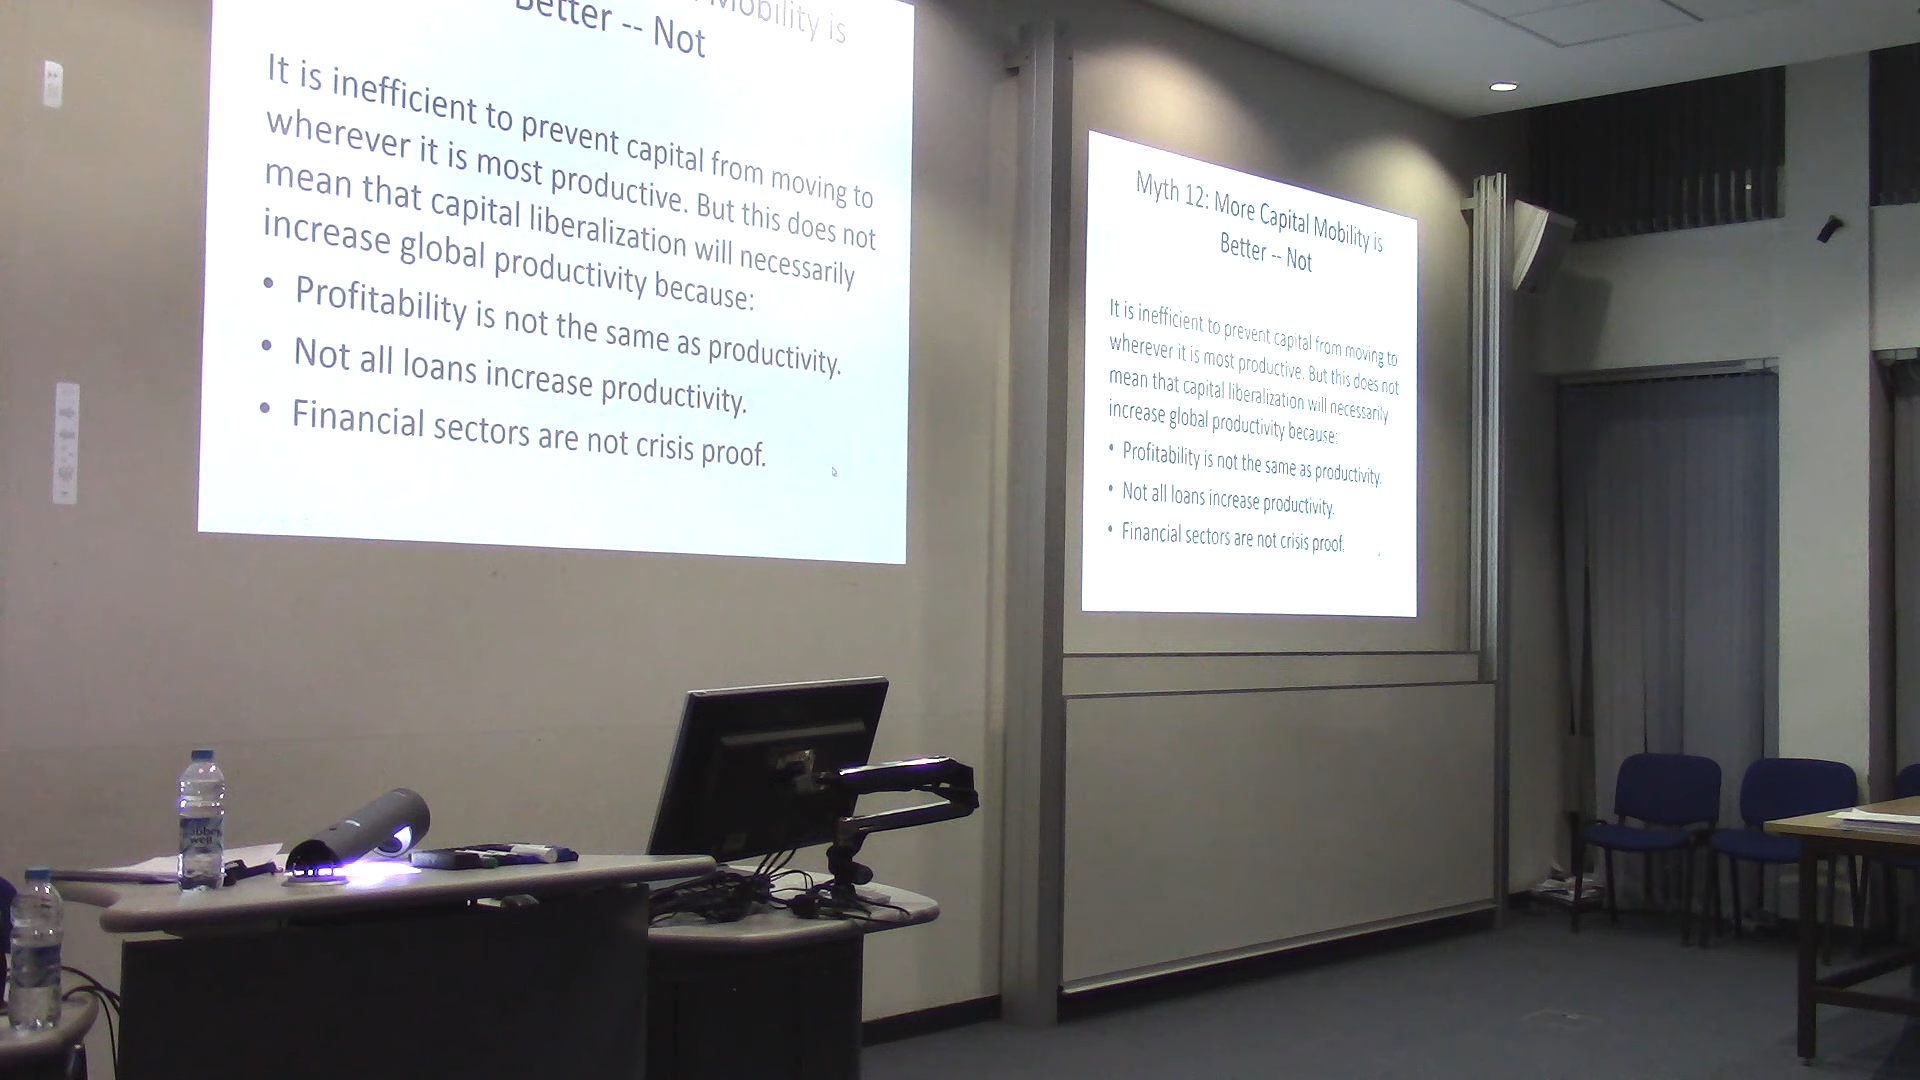 Mobility is
Better -- Not
It is inefficient to prevent capital from moving to
wherever it is most productive. But this does not
mean that capital liberalization will necessarily
increase global productivity because:
• Profitability is not the same as productivity.
• Not all loans increase productivity.
• Financial sectors are not crisis proof.
Myth 12: More Capital Mobility is
Better -- Not
It is inefficient to prevent capital from moving to
wherever it is most productive. But this does not
mean that capital liberalization will necessarily
increase global productivity because:
• Profitability is not the same as productivity.
• Not all loans increase productivity.
• Financial sectors are not crisis proof.
abbey
well